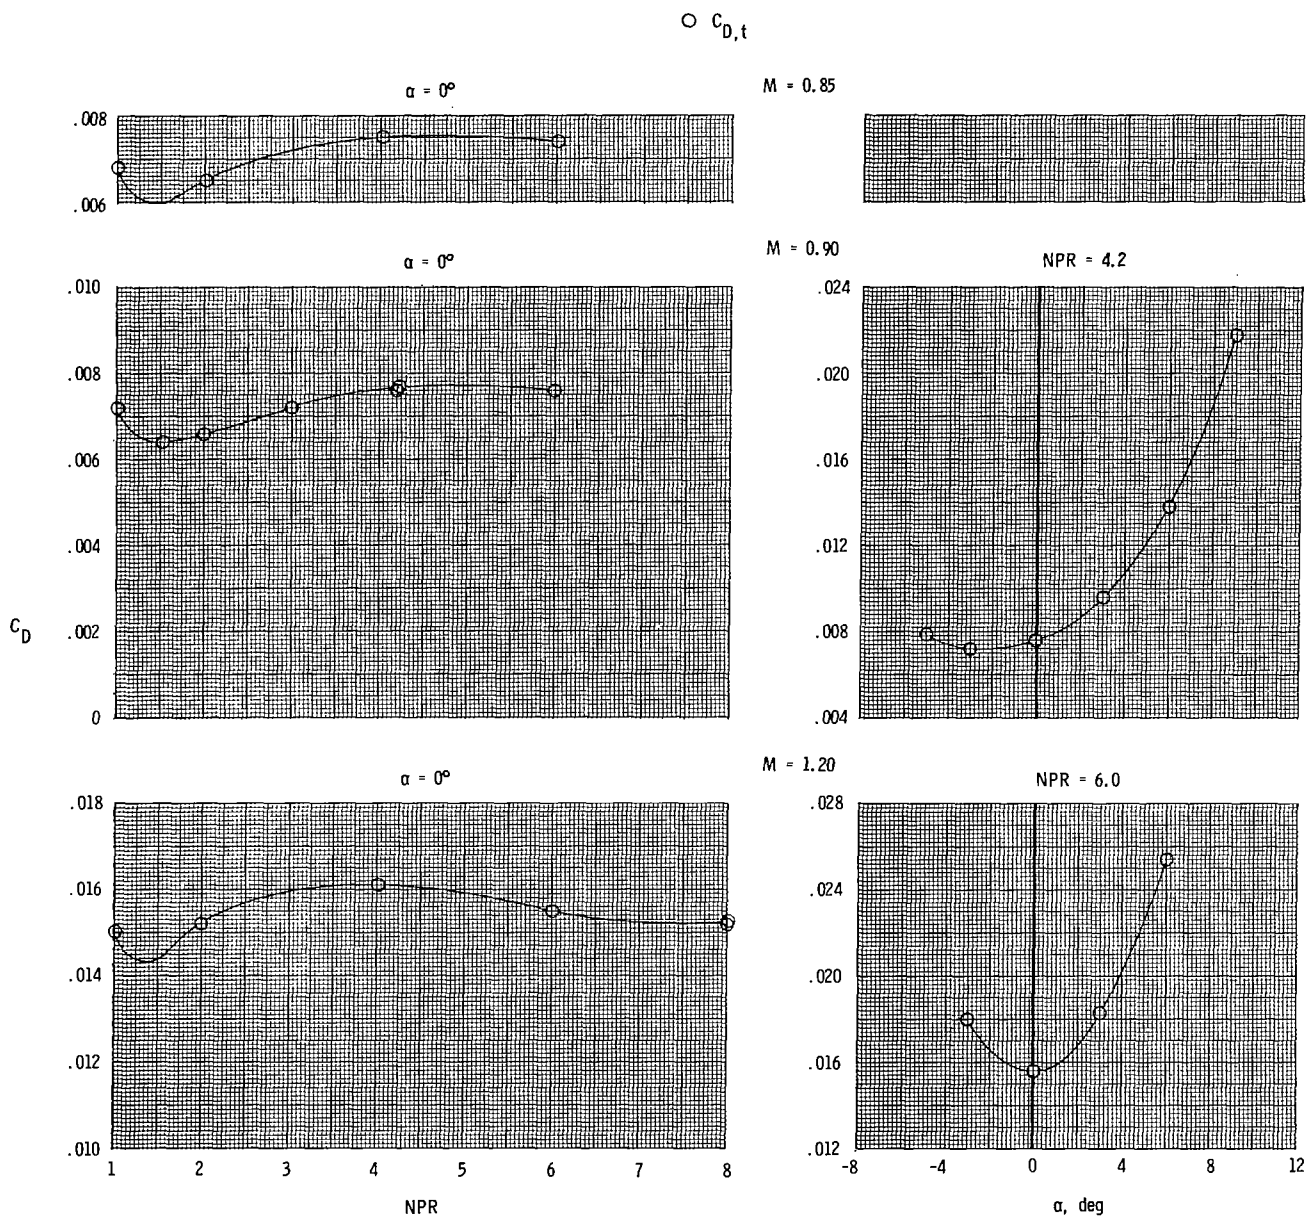 C_D,t
M = 0.85
α = 0°
.008
.006
M = 0.90
α = 0°
.010
.008
.006
.004
.002
0
C_D
NPR = 4.2
.024
.020
.016
.012
.008
.004
M = 1.20
α = 0°
.018
.016
.014
.012
.010
1 2 3 4 5 6 7 8
NPR
NPR = 6.0
.028
.024
.020
.016
.012
-8 -4 0 4 8 12
α, deg